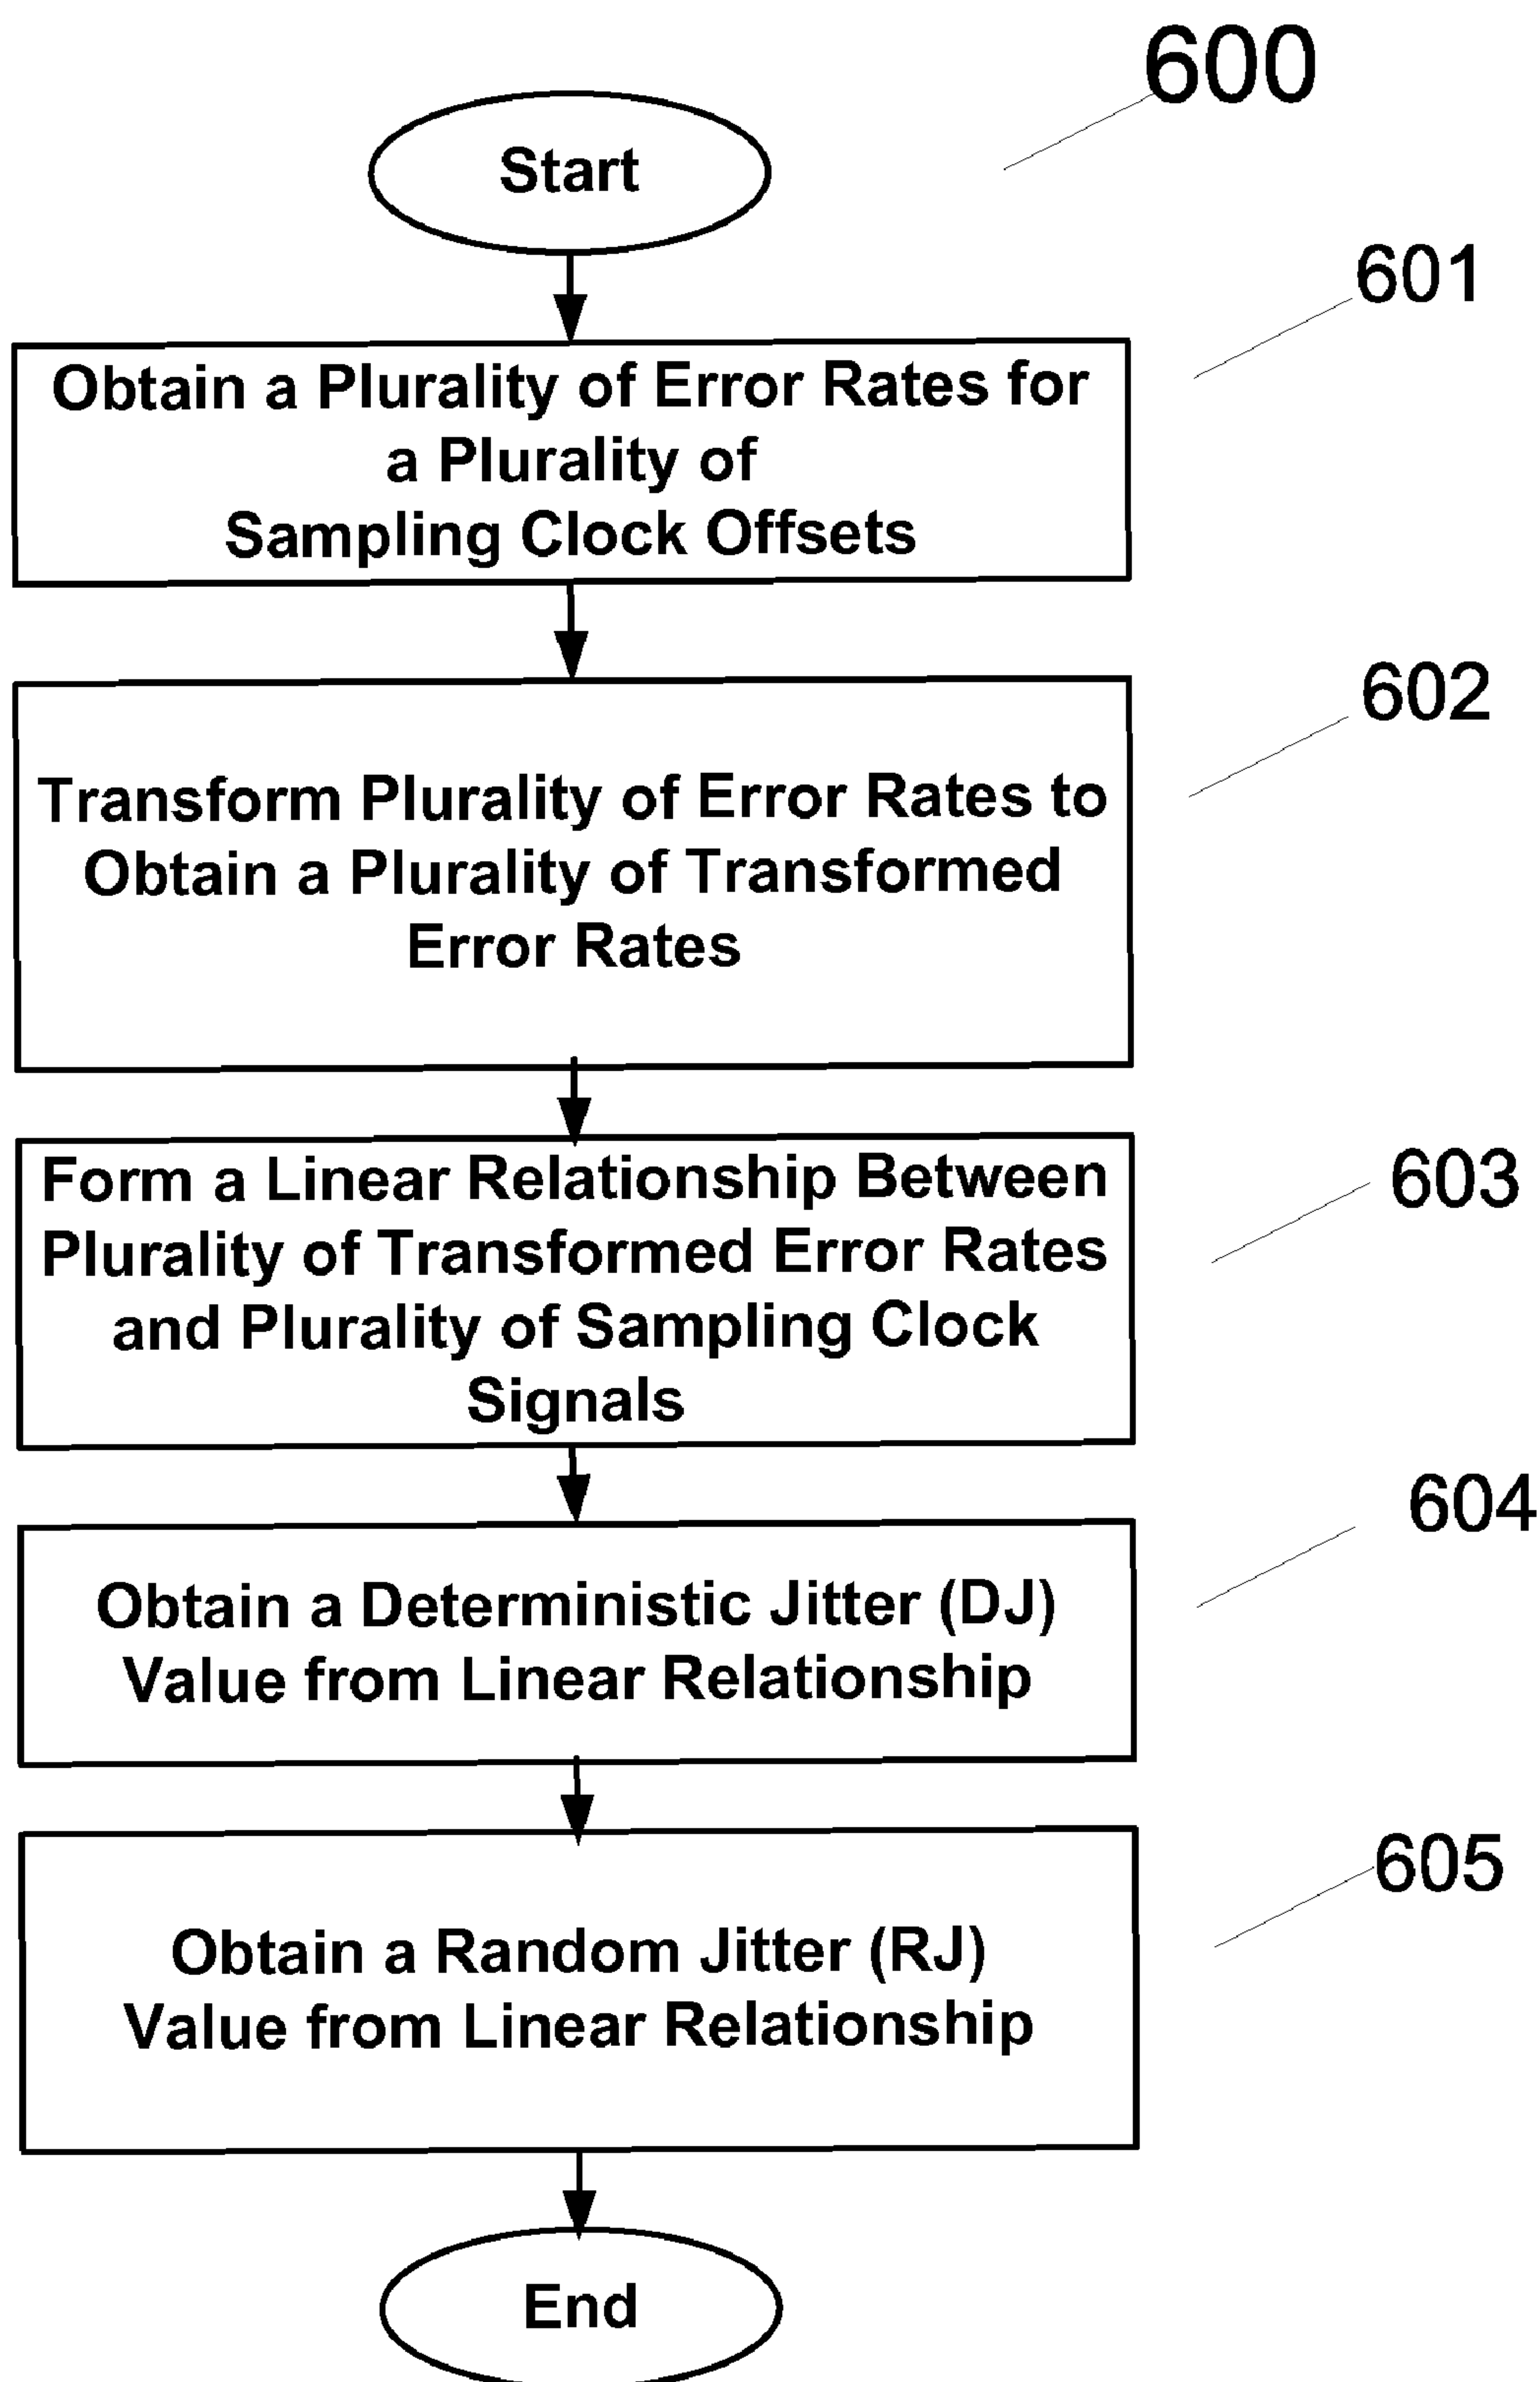 600
Start
601
Obtain a Plurality of Error Rates for
a Plurality of
Sampling Clock Offsets
602
Transform Plurality of Error Rates to
Obtain a Plurality of Transformed
Error Rates
603
Form a Linear Relationship Between
Plurality of Transformed Error Rates
and Plurality of Sampling Clock
Signals
604
Obtain a Deterministic Jitter (DJ)
Value from Linear Relationship
605
Obtain a Random Jitter (RJ)
Value from Linear Relationship
End